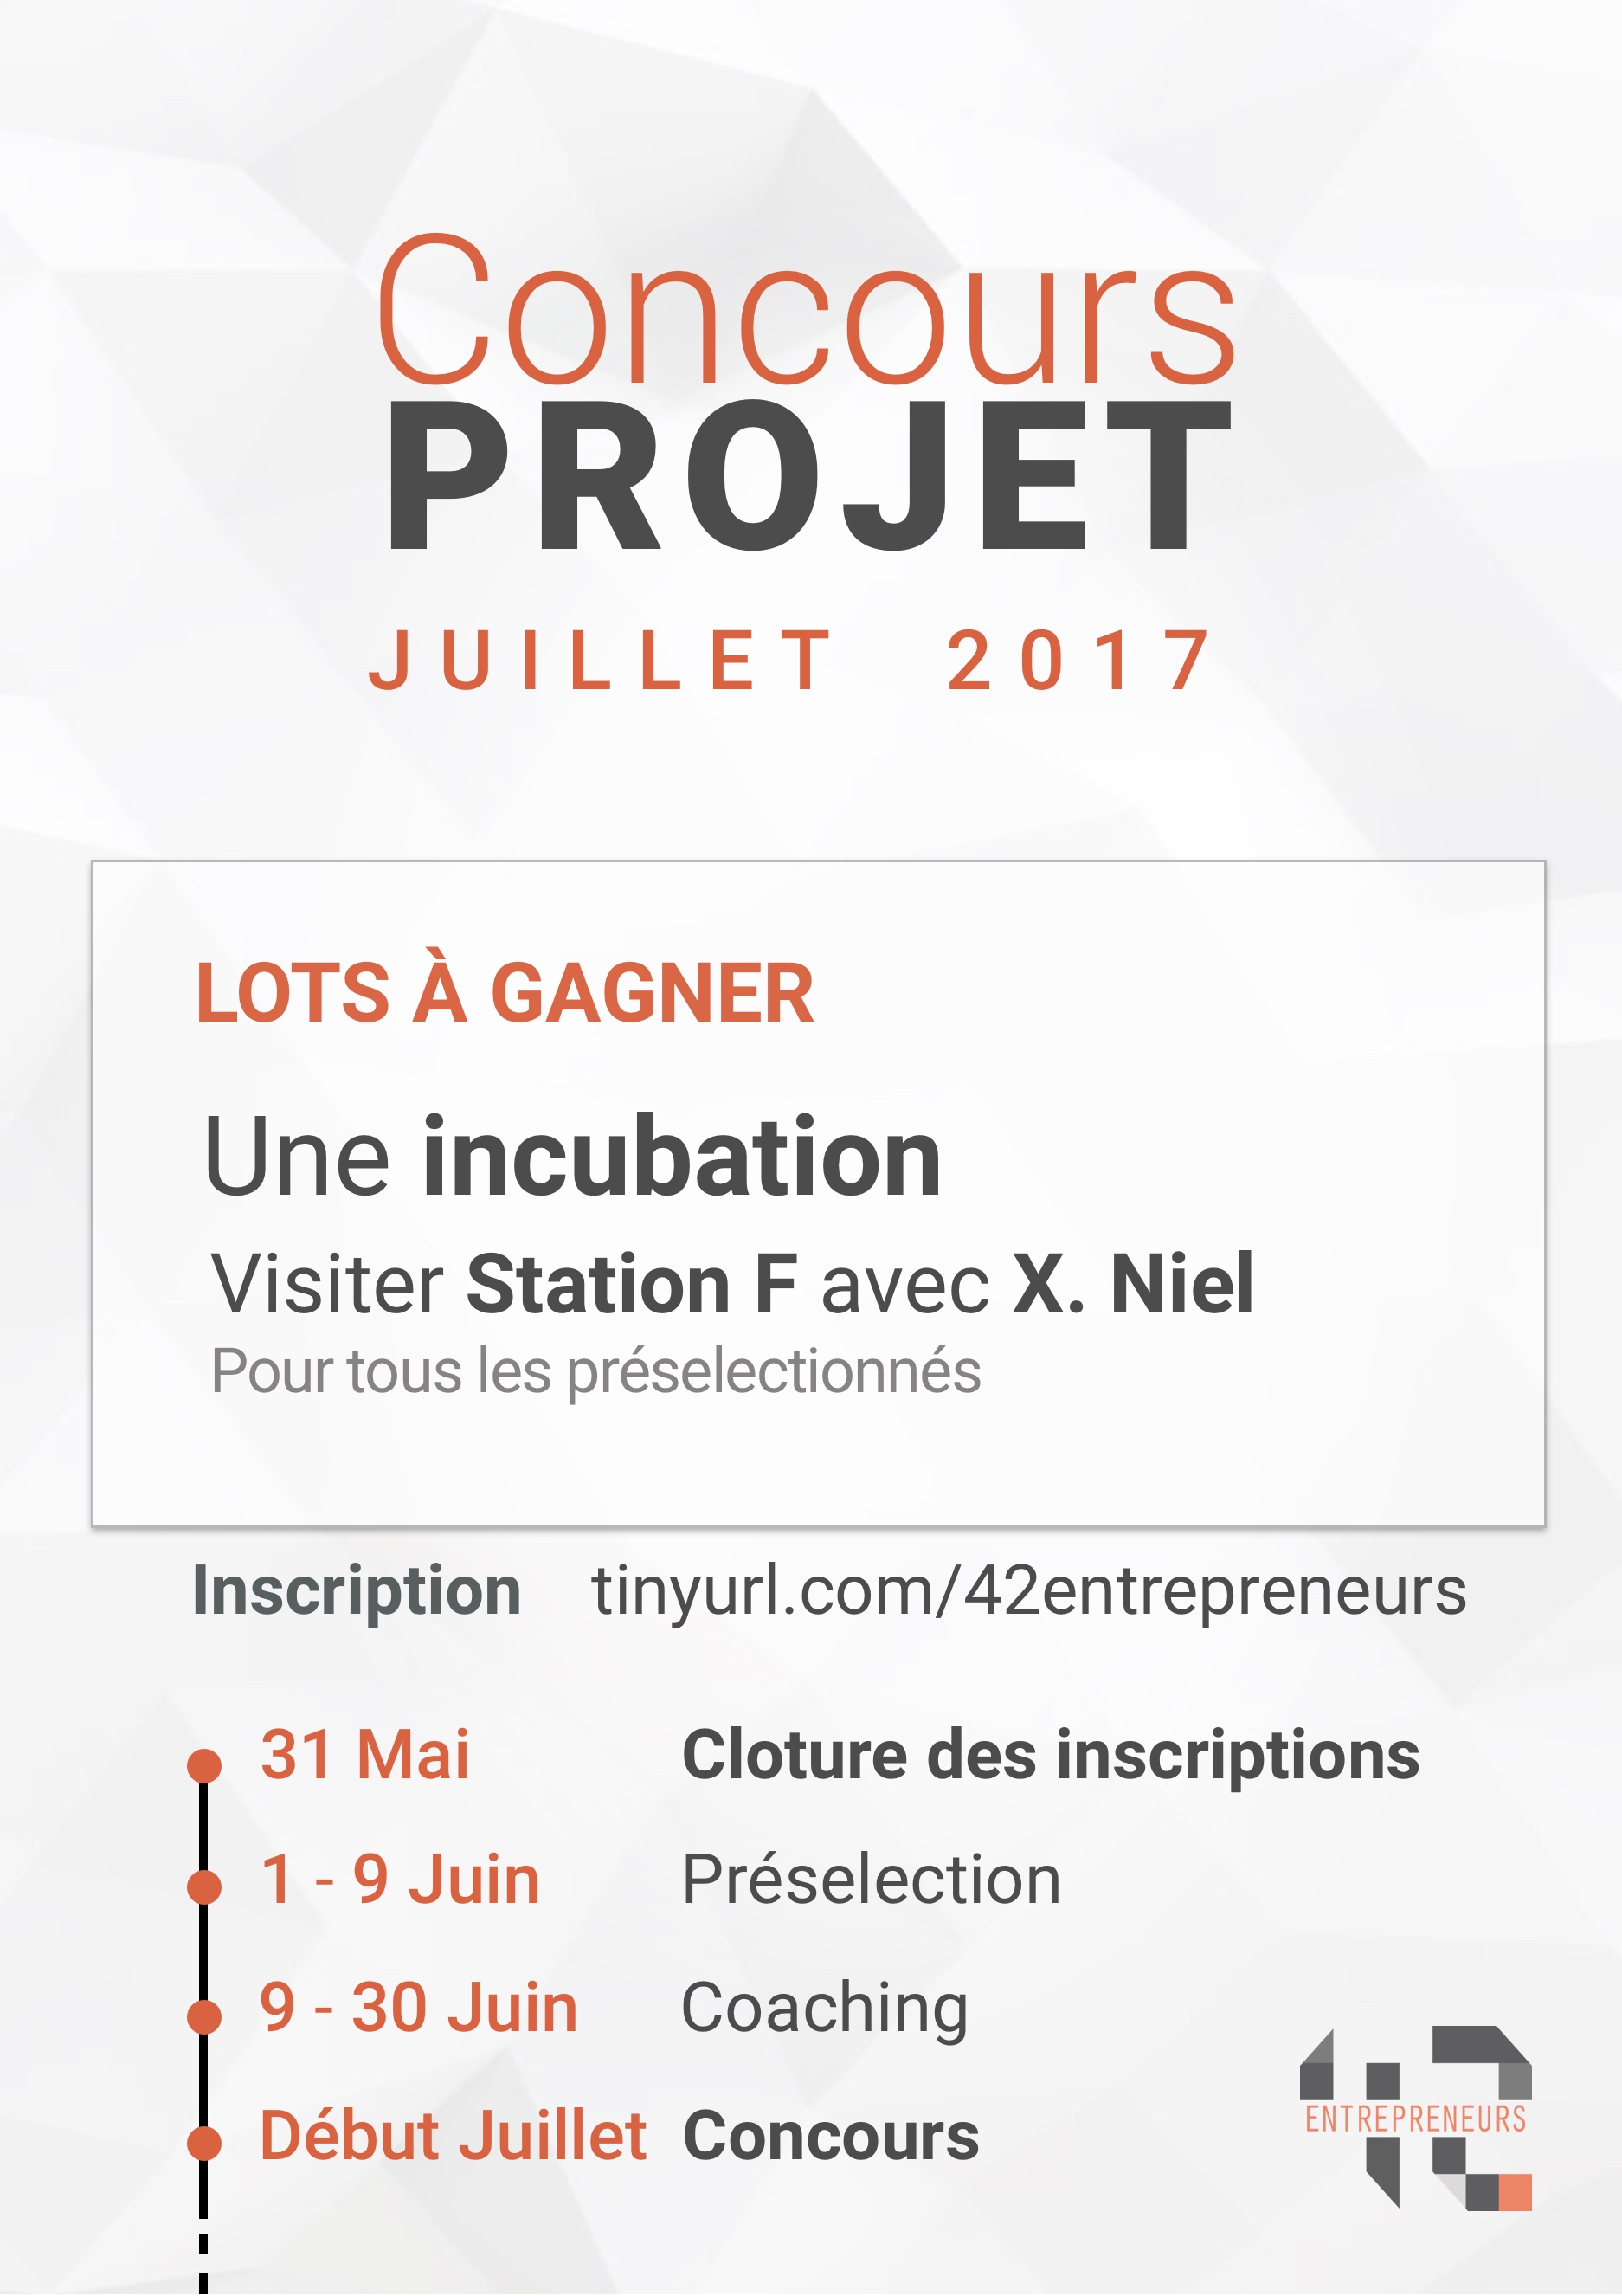 Concours
PROJET
JUILLET 2017
LOTS À GAGNER
Une incubation
Visiter Station F avec X. Niel
Pour tous les préselectionnés
Inscription tinyurl.com/42entrepreneurs
31 Mai Cloture des inscriptions
1 - 9 Juin Préselection
9 - 30 Juin Coaching
Début Juillet Concours
42
ENTREPRENEURS